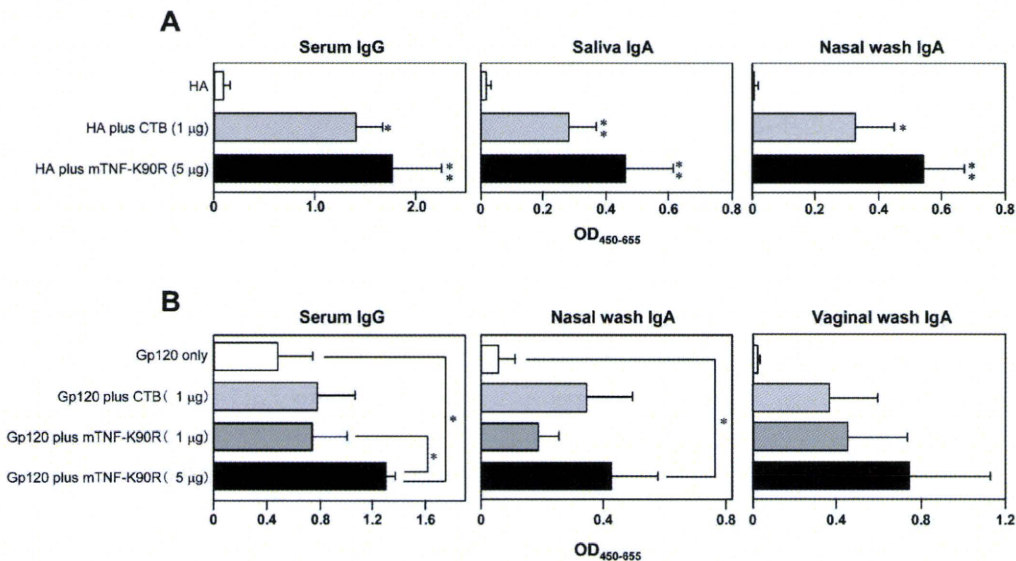 A
Serum IgG
Saliva IgA
Nasal wash IgA
HA
HA plus CTB (1 μg)
HA plus mTNF-K90R (5 μg)
*
**
**
**
*
**
0 1.0 2.0
0 0.2 0.4 0.6 0.8
0 0.2 0.4 0.6 0.8
OD450-655
B
Serum IgG
Nasal wash IgA
Vaginal wash IgA
Gp120 only
Gp120 plus CTB( 1 μg)
Gp120 plus mTNF-K90R( 1 μg)
Gp120 plus mTNF-K90R( 5 μg)
*
*
*
0 0.4 0.8 1.2 1.6
0 0.4 0.8
0 0.4 0.8 1.2
OD450-655